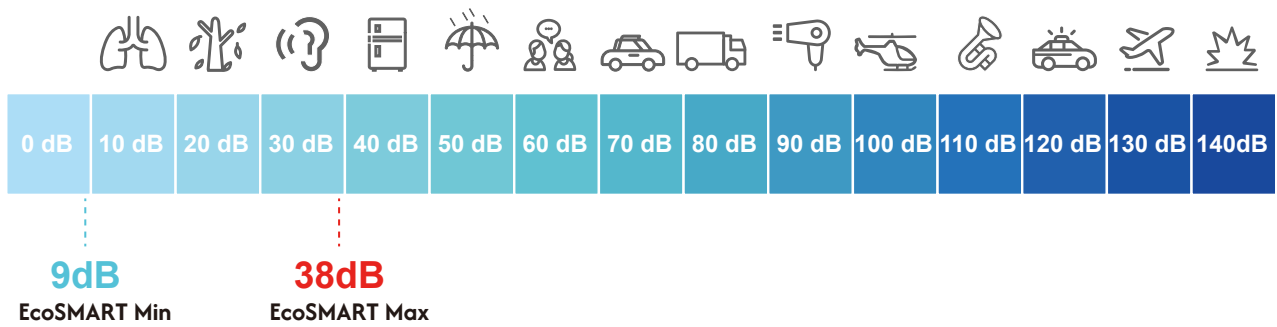 0 dB 10 dB 20 dB 30 dB 40 dB 50 dB 60 dB 70 dB 80 dB 90 dB 100 dB 110 dB 120 dB 130 dB 140dB
9dB 38dB
EcoSMART Min EcoSMART Max